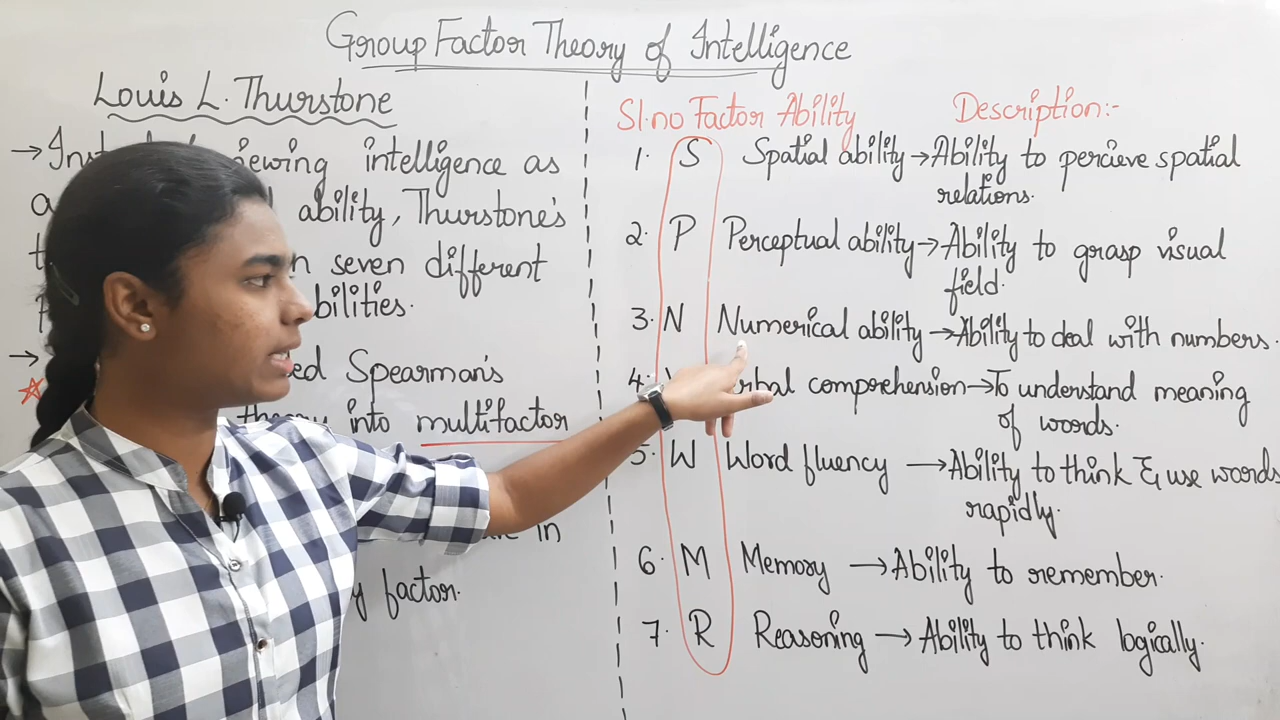 Group Factor Theory of Intelligence
Louis L. Thurstone
→ intelligence as
a ability, Thurstone's
seven different
→ Spearman's
theory into multifactor
in
factor.
Sl.no Factor Ability Description:-
1. S Spatial ability → Ability to percieve spatial
relations.
2. P Perceptual ability → Ability to grasp visual
field.
3. N Numerical ability → Ability to deal with numbers.
4. comprehension → To understand meaning
of words.
5. W Word fluency → Ability to think & use woords
rapidly.
6. M Memory → Ability to remember.
7. R Reasoning → Ability to think logically.